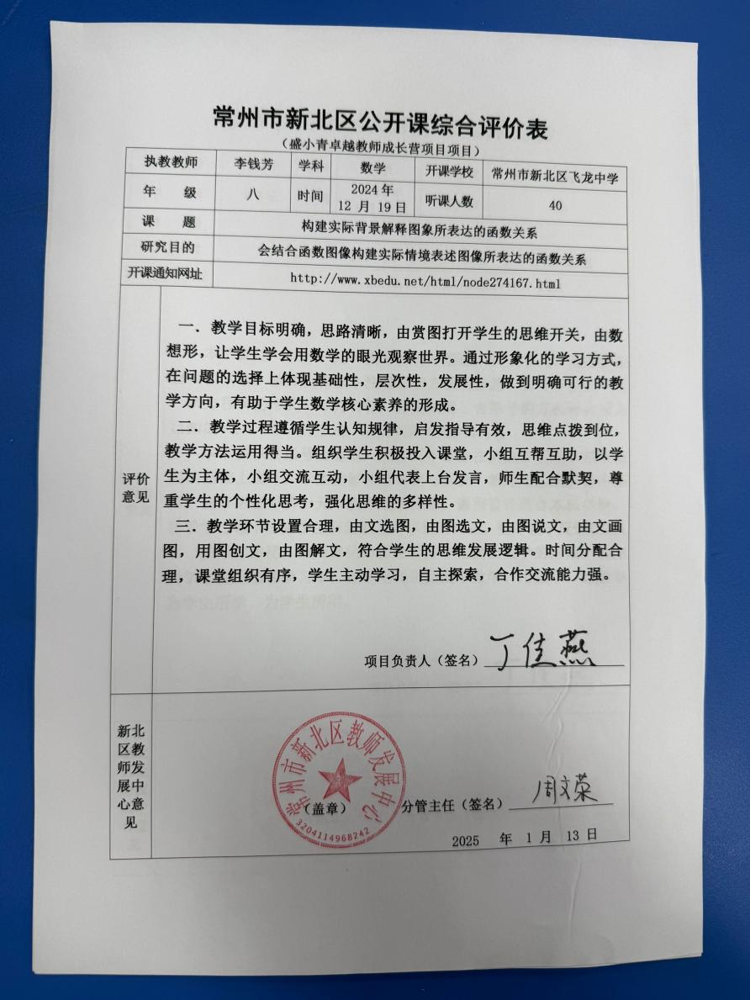 常州市新北区公开课综合评价表
（盛小青卓越教师成长营项目项目）
执教教师 李钱芳 学科 数学 开课学校 常州市新北区飞龙中学
年 级 八 时间 2024 年 12 月 19 日 听课人数 40
课 题 构建实际背景解释图象所表达的函数关系
研究目的 会结合函数图像构建实际情境表述图像所表达的函数关系
开课通知网址 http://www.xbedu.net/html/node274167.html
评价意见
一．教学目标明确，思路清晰，由赏图打开学生的思维开关，由数
想形，让学生学会用数学的眼光观察世界。通过形象化的学习方式，
在问题的选择上体现基础性，层次性，发展性，做到明确可行的教
学方向，有助于学生数学核心素养的形成。
二．教学过程遵循学生认知规律，启发指导有效，思维点拨到位，
教学方法运用得当。组织学生积极投入课堂，小组互帮互助，以学
生为主体，小组交流互动，小组代表上台发言，师生配合默契，尊
重学生的个性化思考，强化思维的多样性。
三．教学环节设置合理，由文选图，由图选文，由图说文，由文画
图，用图创文，由图解文，符合学生的思维发展逻辑。时间分配合
理，课堂组织有序，学生主动学习，自主探索，合作交流能力强。
项目负责人（签名）丁佳燕
新北
区教
师发
展中
心意
见
常州市新北区教师发展中心
（盖章）
3204114968242
分管主任（签名）周文荣
2025 年 1 月 13 日